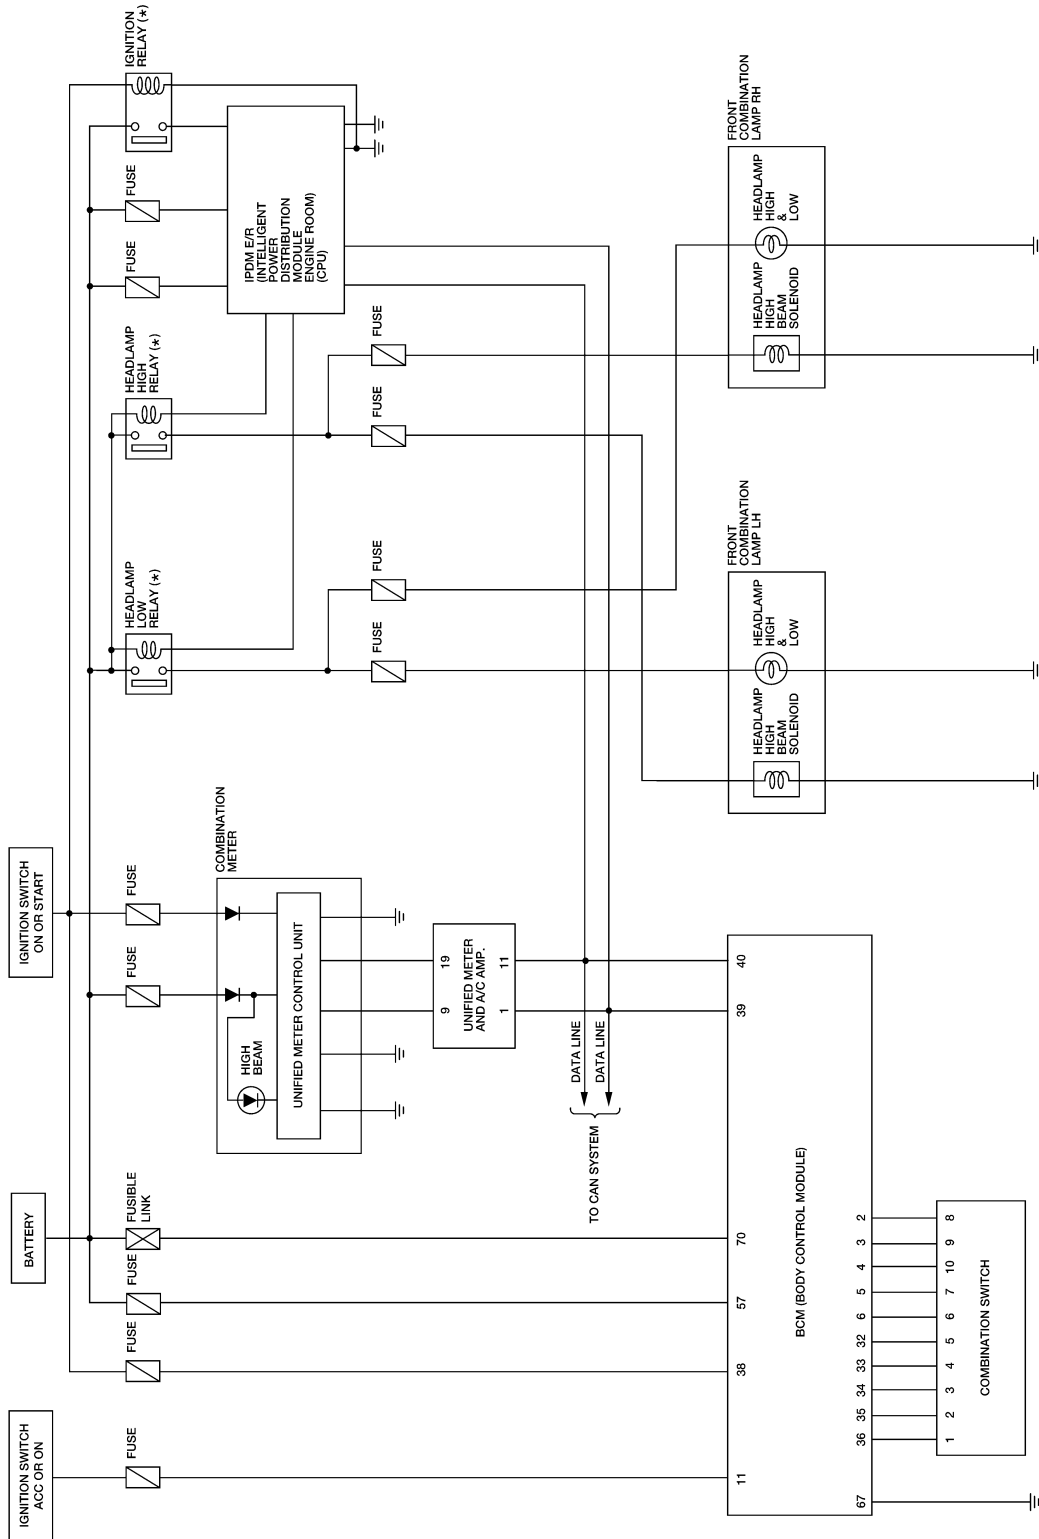 IGNITION SWITCH
ACC OR ON
BATTERY
IGNITION SWITCH
ON OR START
FUSE
FUSE
FUSE
FUSIBLE
LINK
FUSE
FUSE
HEADLAMP
LOW
RELAY (*)
HEADLAMP
HIGH
RELAY (*)
FUSE
FUSE
IGNITION
RELAY (*)
COMBINATION
METER
HIGH
BEAM
UNIFIED METER CONTROL UNIT
IPDM E/R
(INTELLIGENT
POWER
DISTRIBUTION
MODULE
ENGINE ROOM)
(CPU)
FUSE
FUSE
FUSE
FUSE
9
19
UNIFIED METER
AND A/C AMP.
1
11
DATA LINE
DATA LINE
TO CAN SYSTEM
FRONT
COMBINATION
LAMP LH
HEADLAMP
HIGH
BEAM
SOLENOID
HEADLAMP
HIGH
&
LOW
FRONT
COMBINATION
LAMP RH
HEADLAMP
HIGH
BEAM
SOLENOID
HEADLAMP
HIGH
&
LOW
11
38
57
70
39
40
BCM (BODY CONTROL MODULE)
67
36
35
34
33
32
6
5
4
3
2
1
2
3
4
5
6
7
10
9
8
COMBINATION SWITCH